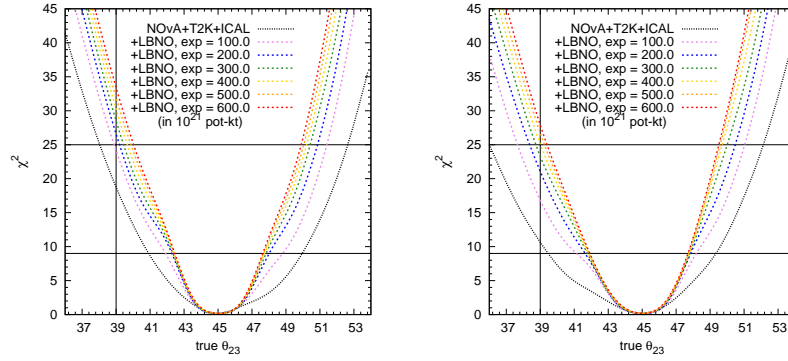 45
40
35
30
25
20
15
10
5
0
χ²
NOvA+T2K+ICAL
+LBNO, exp = 100.0
+LBNO, exp = 200.0
+LBNO, exp = 300.0
+LBNO, exp = 400.0
+LBNO, exp = 500.0
+LBNO, exp = 600.0
(in 10²¹ pot-kt)
37 39 41 43 45 47 49 51 53
true θ₂₃
45
40
35
30
25
20
15
10
5
0
χ²
NOvA+T2K+ICAL
+LBNO, exp = 100.0
+LBNO, exp = 200.0
+LBNO, exp = 300.0
+LBNO, exp = 400.0
+LBNO, exp = 500.0
+LBNO, exp = 600.0
(in 10²¹ pot-kt)
37 39 41 43 45 47 49 51 53
true θ₂₃